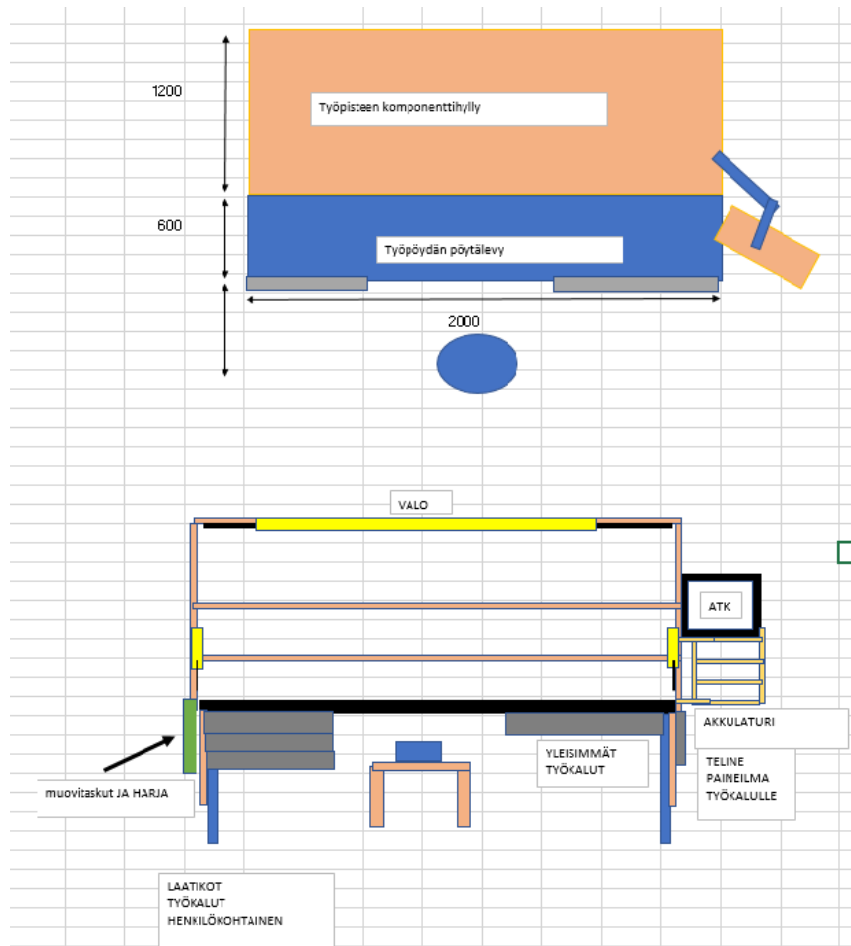 1200
Työpisteen komponenttihylly
600
Työpöydän pöytälevy
2000
VALO
ATK
AKKULATURI
YLEISIMMÄT
TYÖKALUT
TELINE
PAINEILMA
TYÖKALULLE
muovitaskut JA HARJA
LAATIKOT
TYÖKALUT
HENKILÖKOHTAINEN